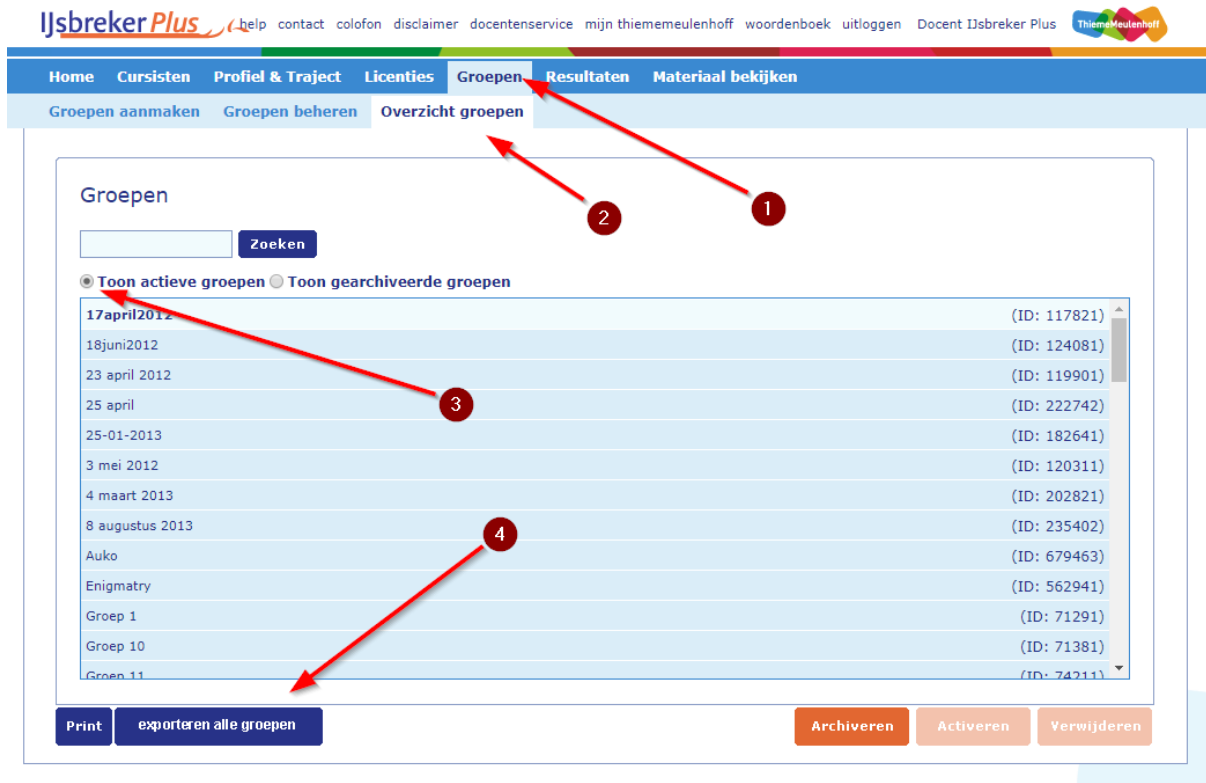 IJsbreker Plus help contact colofon disclaimer docentenservice mijn thiememeulenhoff woordenboek uitloggen Docent IJsbreker Plus ThiemeMeulenhoff
Home Cursisten Profiel & Traject Licenties Groepen Resultaten Materiaal bekijken
Groepen aanmaken Groepen beheren Overzicht groepen
1
2
Groepen
Zoeken
Toon actieve groepen Toon gearchiveerde groepen
17april2012 (ID: 117821)
18juni2012 (ID: 124081)
23 april 2012 (ID: 119901)
3
25 april (ID: 222742)
25-01-2013 (ID: 182641)
3 mei 2012 (ID: 120311)
4 maart 2013 (ID: 202821)
8 augustus 2013 (ID: 235402)
4
Auko (ID: 679463)
Enigmatry (ID: 562941)
Groep 1 (ID: 71291)
Groep 10 (ID: 71381)
Groep 11 (ID: 74211)
Print exporteren alle groepen Archiveren Activeren Verwijderen